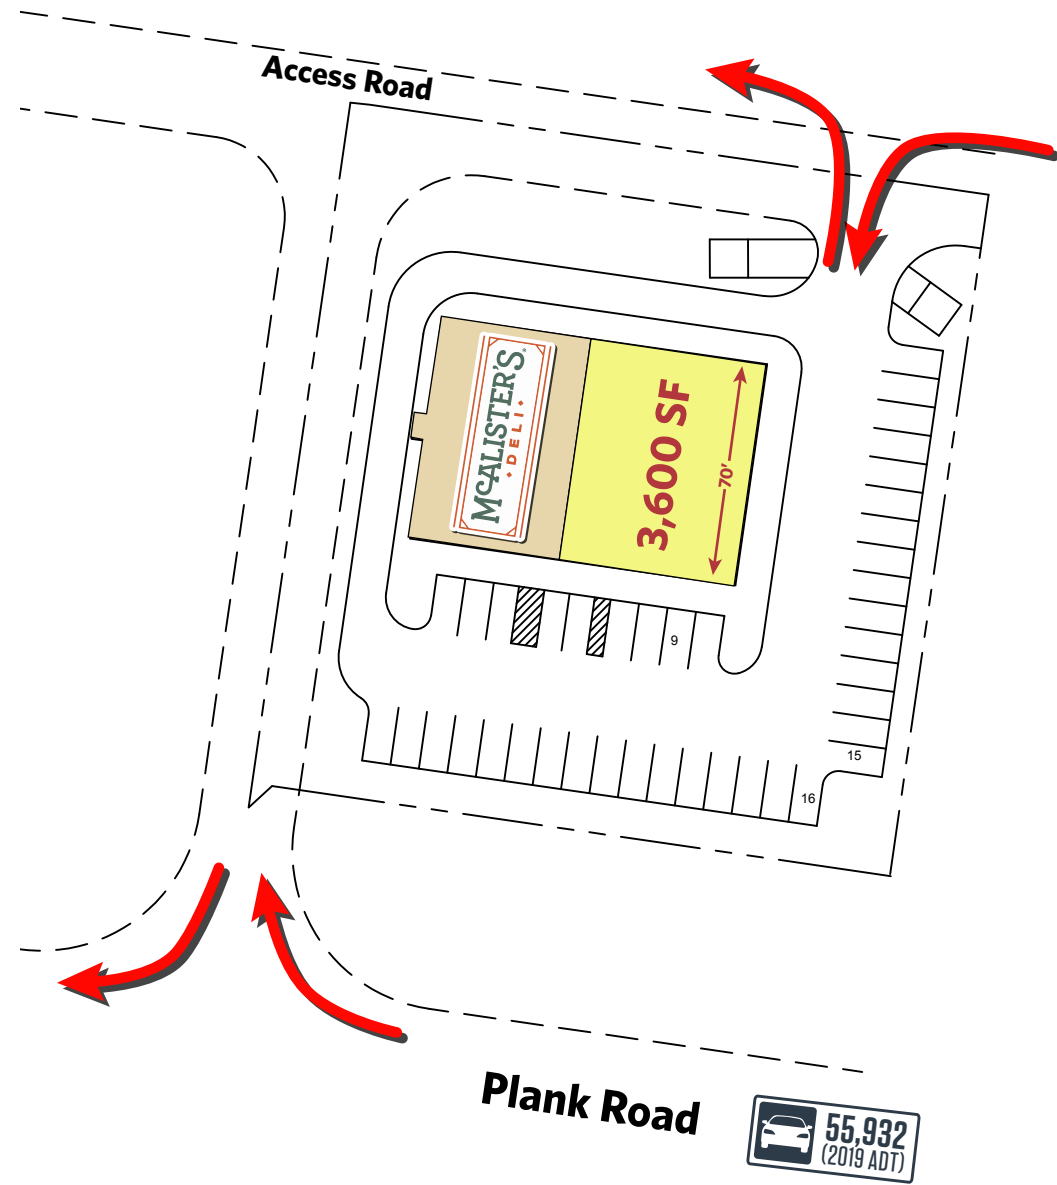 Access Road
McALISTER'S
DELI
3,600 SF
70'
9
15
16
Plank Road
55,932
(2019 ADT)